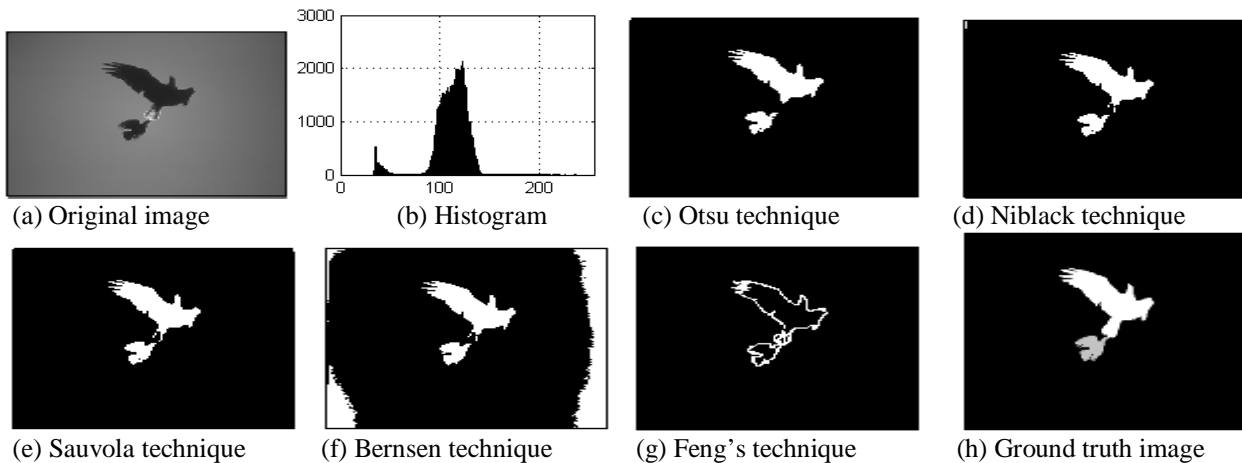 3000
2000
1000
0
0
100
200
(a) Original image
(b) Histogram
(c) Otsu technique
(d) Niblack technique
(e) Sauvola technique
(f) Bernsen technique
(g) Feng's technique
(h) Ground truth image